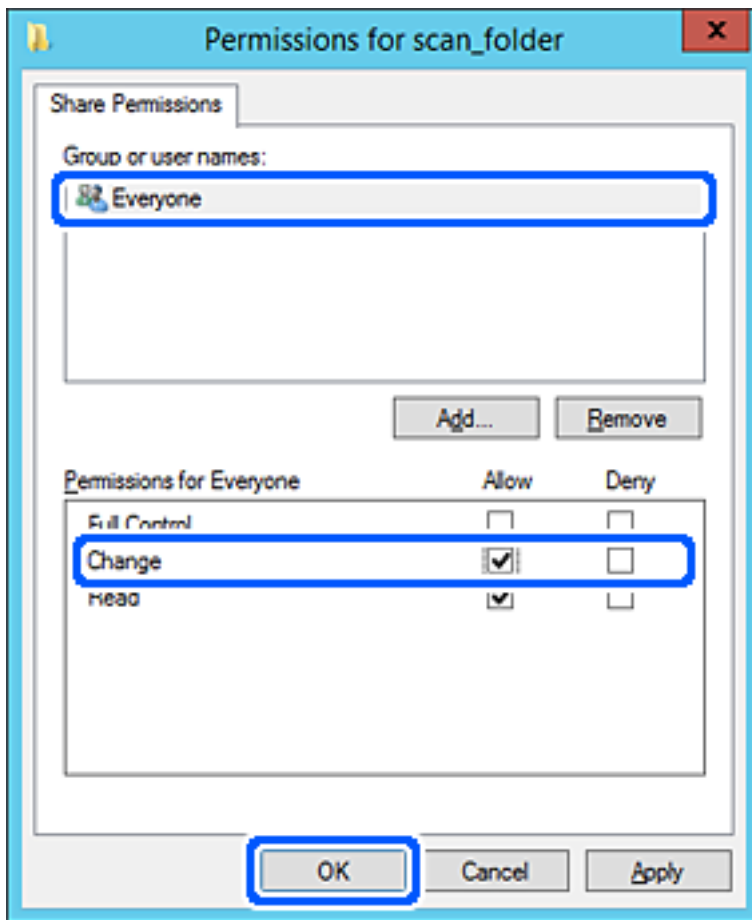 Permissions for scan_folder
x
Share Permissions
Group or user names:
Everyone
Add...
Remove
Permissions for Everyone Allow Deny
Full Control
Change
Read
OK
Cancel
Apply